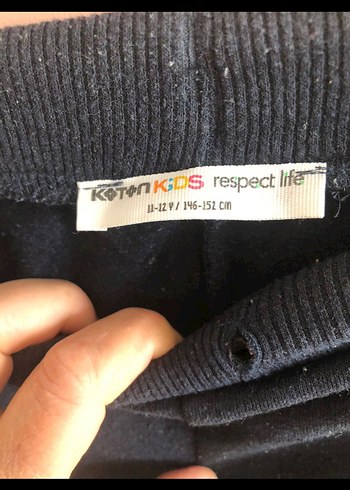 KOTON KiDS respect life
11-12 Y / 146-152 CM